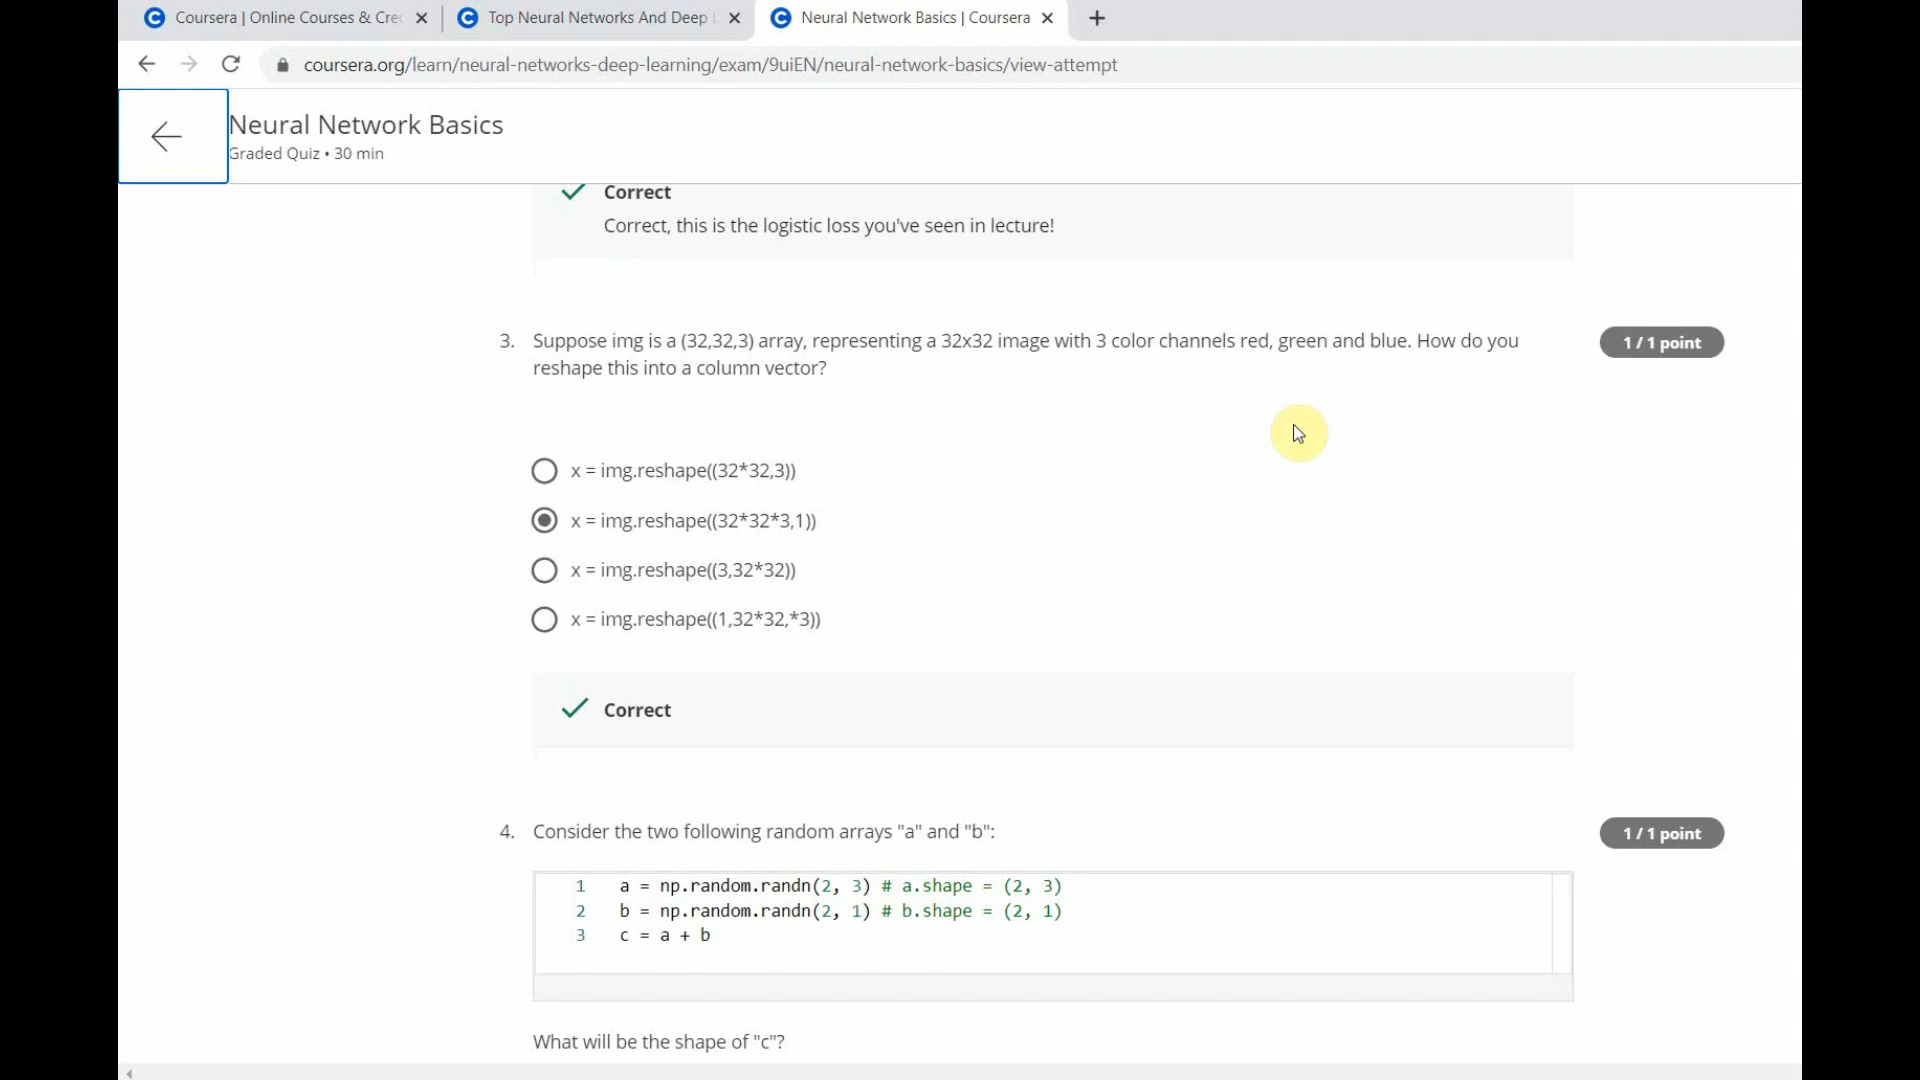 Coursera | Online Courses & Cre
Top Neural Networks And Deep
Neural Network Basics | Coursera
coursera.org/learn/neural-networks-deep-learning/exam/9uiEN/neural-network-basics/view-attempt
Neural Network Basics
Graded Quiz • 30 min
Correct
Correct, this is the logistic loss you've seen in lecture!
3. Suppose img is a (32,32,3) array, representing a 32x32 image with 3 color channels red, green and blue. How do you
reshape this into a column vector?
1 / 1 point
x = img.reshape((32*32,3))
x = img.reshape((32*32*3,1))
x = img.reshape((3,32*32))
x = img.reshape((1,32*32,*3))
Correct
4. Consider the two following random arrays "a" and "b":
1 / 1 point
1 a = np.random.randn(2, 3) # a.shape = (2, 3)
2 b = np.random.randn(2, 1) # b.shape = (2, 1)
3 c = a + b
What will be the shape of "c"?